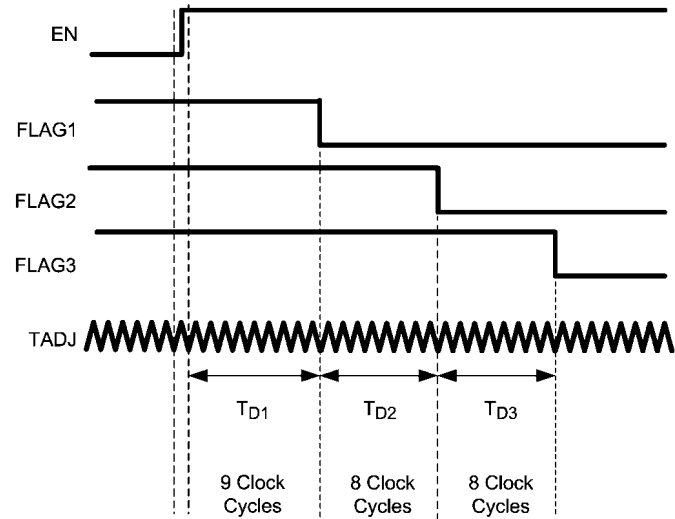 EN
FLAG1
FLAG2
FLAG3
TADJ
TD1 TD2 TD3
9 Clock 8 Clock 8 Clock
Cycles Cycles Cycles